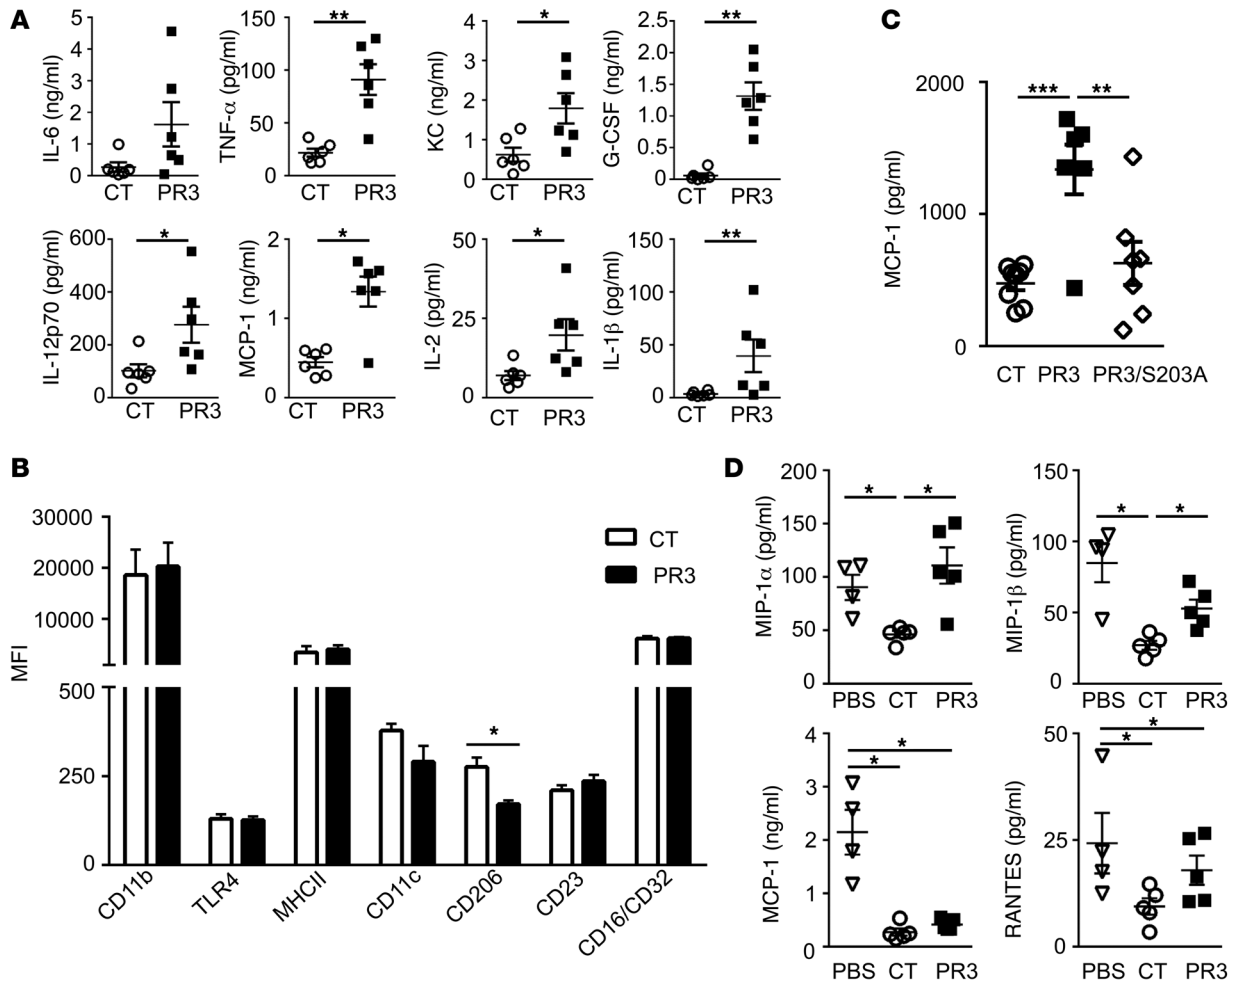 A
IL-6 (ng/ml)
5
4
3
2
1
0
CT PR3
TNF-α (pg/ml)
150
100
50
0
**
CT PR3
KC (ng/ml)
4
3
2
1
0
*
CT PR3
G-CSF (ng/ml)
2.5
2.0
1.5
1.0
0.5
0
**
CT PR3
IL-12p70 (pg/ml)
600
400
200
0
*
CT PR3
MCP-1 (ng/ml)
2
1
0
*
CT PR3
IL-2 (pg/ml)
50
25
0
*
CT PR3
IL-1β (pg/ml)
150
100
50
0
**
CT PR3
C
MCP-1 (pg/ml)
2000
1000
0
*** **
CT PR3 PR3/S203A
B
MFI
30000
20000
10000
500
250
0
*
CT
PR3
CD11b
TLR4
MHCII
CD11c
CD206
CD23
CD16/CD32
D
MIP-1α (pg/ml)
200
150
100
50
0
* *
PBS CT PR3
MIP-1β (pg/ml)
150
100
50
0
* *
PBS CT PR3
MCP-1 (ng/ml)
4
3
2
1
0
*
*
PBS CT PR3
RANTES (pg/ml)
50
25
0
*
*
PBS CT PR3